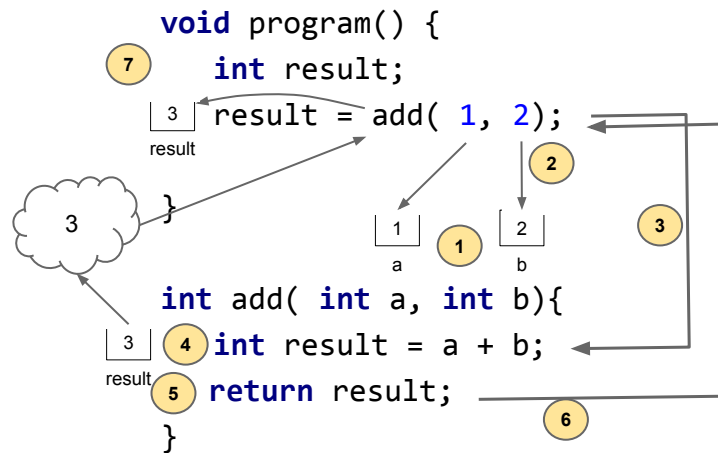 void program() {
7
int result;
3
result = add( 1, 2);
result
2
3
}
1
2
3
1
a
b
int add( int a, int b){
3
4
int result = a + b;
result
5
return result;
6
}